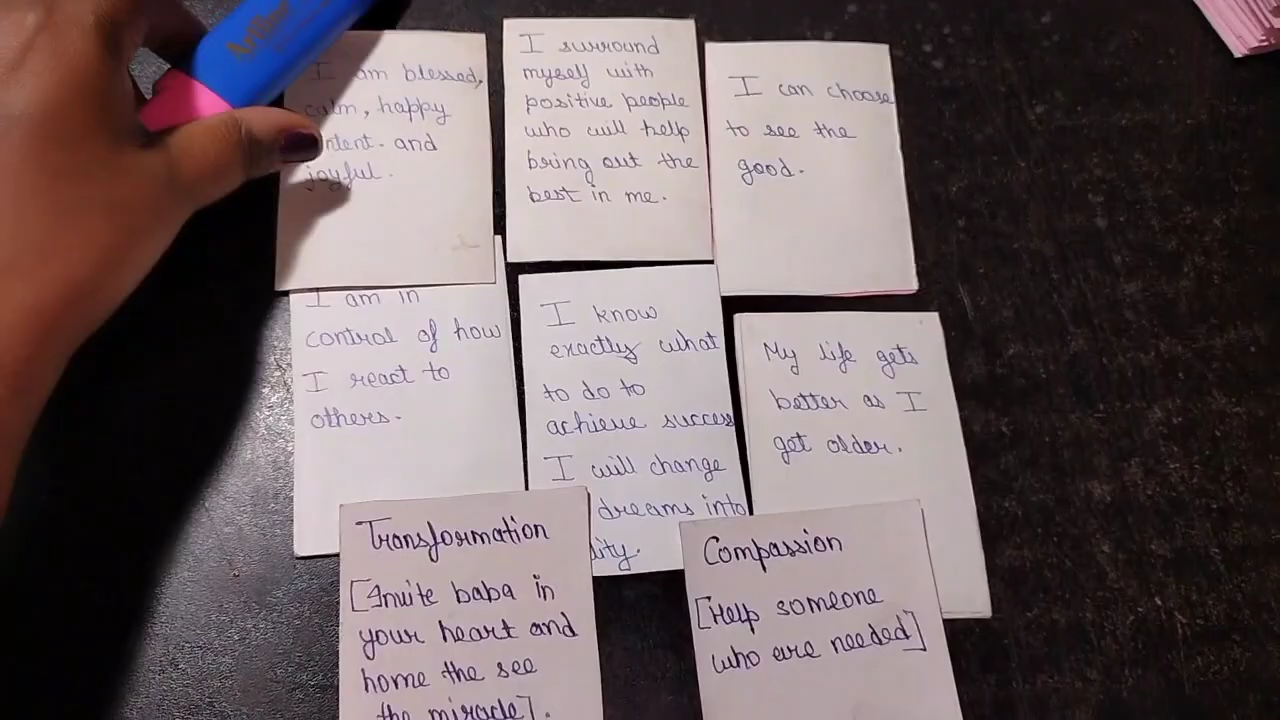 I am blessed,
calm, happy
and
joyful.
I surround
myself with
positive people
who will help
bring out the
best in me.
I can choose
to see the
good.
I am in
control of how
I react to
others.
I know
exactly what
to do to
achieve success
I will change
dreams into
My life gets
better as I
get older.
Transformation
[Invite baba in
your heart and
home the see
the miracle].
Compassion
[Help someone
who are needed]